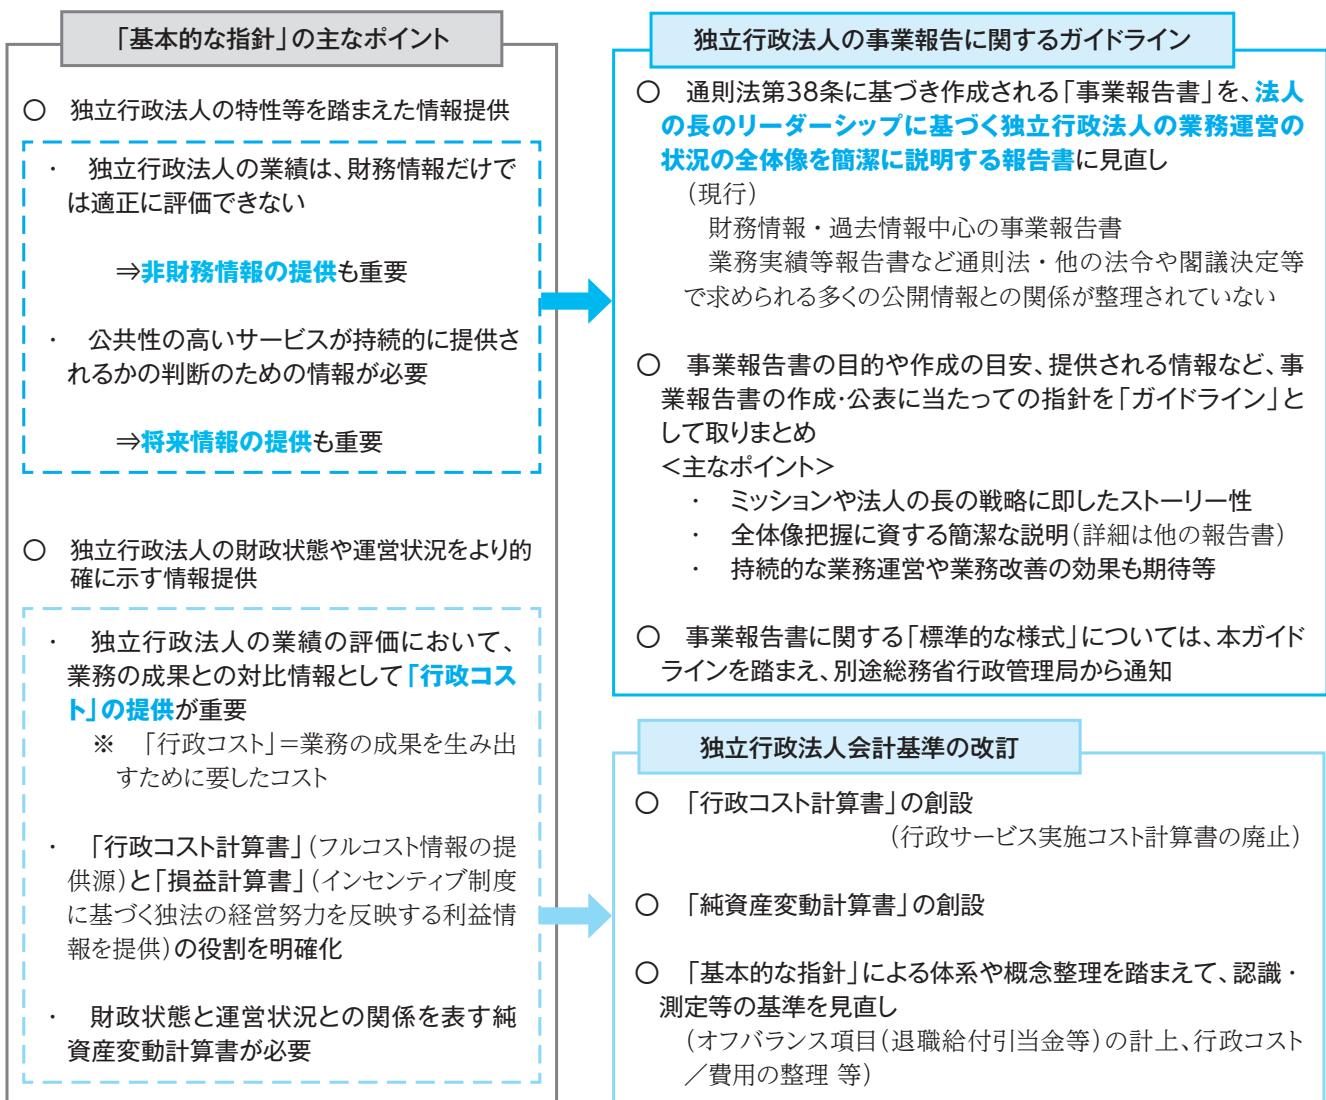 「基本的な指針」の主なポイント
○　独立行政法人の特性等を踏まえた情報提供
・　独立行政法人の業績は、財務情報だけで
は適正に評価できない
⇒非財務情報の提供も重要
・　公共性の高いサービスが持続的に提供さ
れるかの判断のための情報が必要
⇒将来情報の提供も重要
○　独立行政法人の財政状態や運営状況をより的
確に示す情報提供
・　独立行政法人の業績の評価において、
業務の成果との対比情報として「行政コス
ト」の提供が重要
※　「行政コスト」＝業務の成果を生み出
すために要したコスト
・　「行政コスト計算書」（フルコスト情報の提
供源）と「損益計算書」（インセンティブ制度
に基づく独法の経営努力を反映する利益情
報を提供）の役割を明確化
・　財政状態と運営状況との関係を表す純
資産変動計算書が必要
独立行政法人の事業報告に関するガイドライン
○　通則法第38条に基づき作成される「事業報告書」を、法人
の長のリーダーシップに基づく独立行政法人の業務運営の
状況の全体像を簡潔に説明する報告書に見直し
（現行）
財務情報・過去情報中心の事業報告書
業務実績等報告書など通則法・他の法令や閣議決定等
で求められる多くの公開情報との関係が整理されていない
○　事業報告書の目的や作成の目安、提供される情報など、事
業報告書の作成・公表に当たっての指針を「ガイドライン」と
して取りまとめ
＜主なポイント＞
・　ミッションや法人の長の戦略に即したストーリー性
・　全体像把握に資する簡潔な説明（詳細は他の報告書）
・　持続的な業務運営や業務改善の効果も期待等
○　事業報告書に関する「標準的な様式」については、本ガイド
ラインを踏まえ、別途総務省行政管理局から通知
独立行政法人会計基準の改訂
○　「行政コスト計算書」の創設
（行政サービス実施コスト計算書の廃止）
○　「純資産変動計算書」の創設
○　「基本的な指針」による体系や概念整理を踏まえて、認識・
測定等の基準を見直し
（オフバランス項目（退職給付引当金等）の計上、行政コスト
／費用の整理 等）